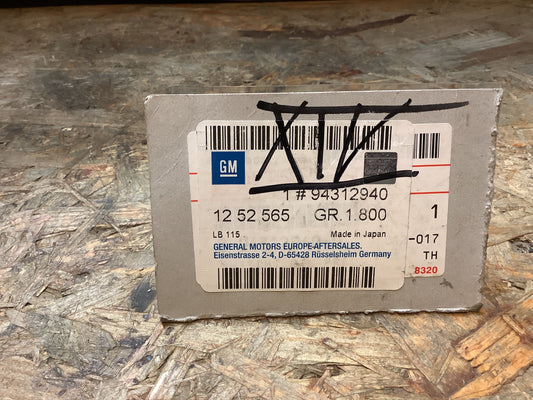 XIV
GM
1 # 94312940
12 52 565 GR.1.800
1
LB 115 Made in Japan
-017
GENERAL MOTORS EUROPE-AFTERSALES.
TH
Eisenstrasse 2-4, D-65428 Rüsselsheim Germany
8320